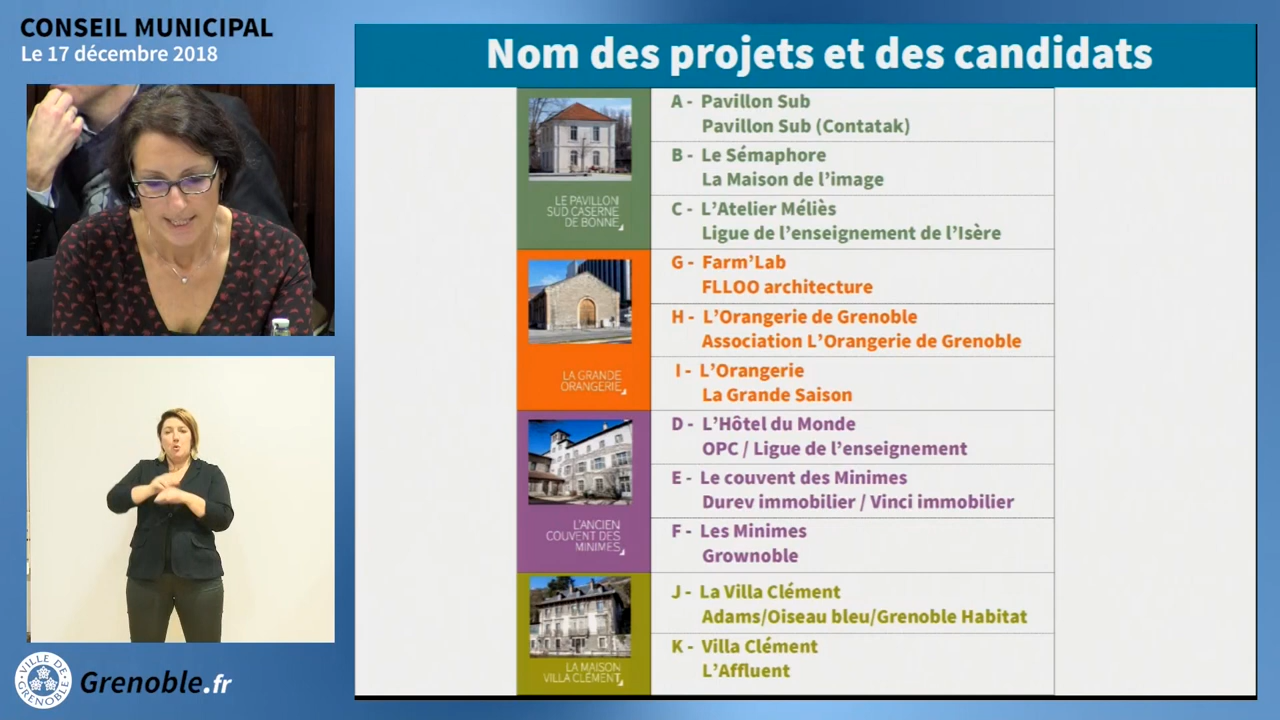 CONSEIL MUNICIPAL
Le 17 décembre 2018
Nom des projets et des candidats
LE PAVILLON
SUD CASERNE
DE BONNE
A - Pavillon Sub
Pavillon Sub (Contatak)
B - Le Sémaphore
La Maison de l'image
C - L'Atelier Méliès
Ligue de l'enseignement de l'Isère
LA GRANDE
ORANGERIE
G - Farm'Lab
FLLOO architecture
H - L'Orangerie de Grenoble
Association L'Orangerie de Grenoble
I - L'Orangerie
La Grande Saison
L'ANCIEN
COUVENT DES
MINIMES
D - L'Hôtel du Monde
OPC / Ligue de l'enseignement
E - Le couvent des Minimes
Durev immobilier / Vinci immobilier
F - Les Minimes
Grownoble
LA MAISON
VILLA CLÉMENT
J - La Villa Clément
Adams/Oiseau bleu/Grenoble Habitat
K - Villa Clément
L'Affluent
VILLE DE
GRENOBLE
Grenoble.fr